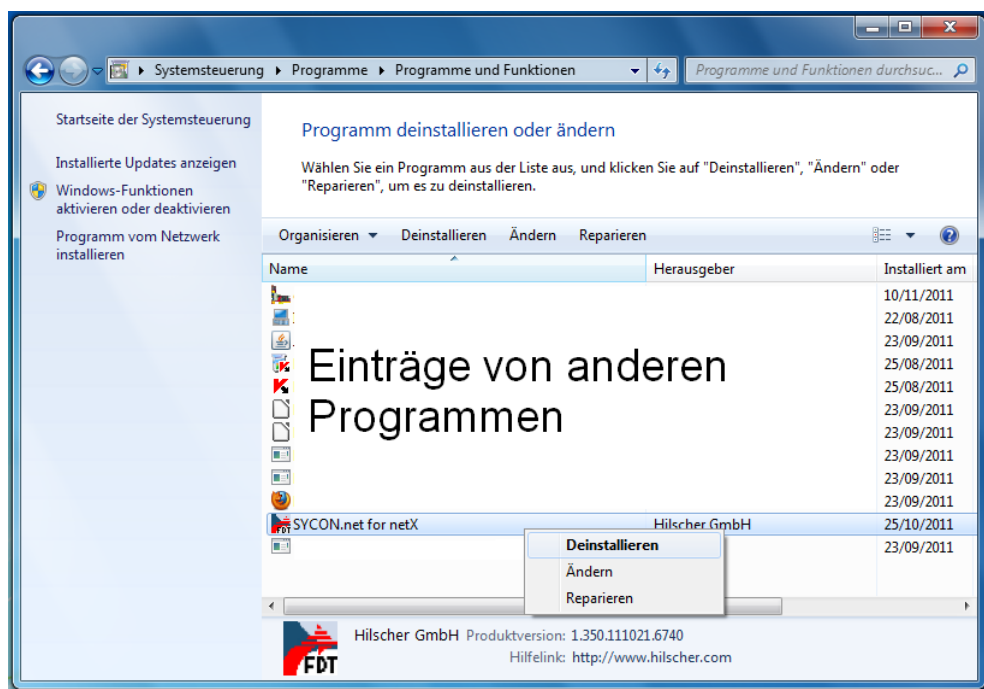 Systemsteuerung ▸ Programme ▸ Programme und Funktionen
Programme und Funktionen durchsuc...
Startseite der Systemsteuerung
Installierte Updates anzeigen
Windows-Funktionen
aktivieren oder deaktivieren
Programm vom Netzwerk
installieren
Programm deinstallieren oder ändern
Wählen Sie ein Programm aus der Liste aus, und klicken Sie auf "Deinstallieren", "Ändern" oder
"Reparieren", um es zu deinstallieren.
Organisieren Deinstallieren Ändern Reparieren
Name Herausgeber Installiert am
10/11/2011
22/08/2011
23/09/2011
25/08/2011
25/08/2011
23/09/2011
23/09/2011
23/09/2011
23/09/2011
23/09/2011
Einträge von anderen
Programmen
SYCON.net for netX Hilscher GmbH 25/10/2011
23/09/2011
Deinstallieren
Ändern
Reparieren
FDT
Hilscher GmbH Produktversion: 1.350.111021.6740
Hilfelink: http://www.hilscher.com